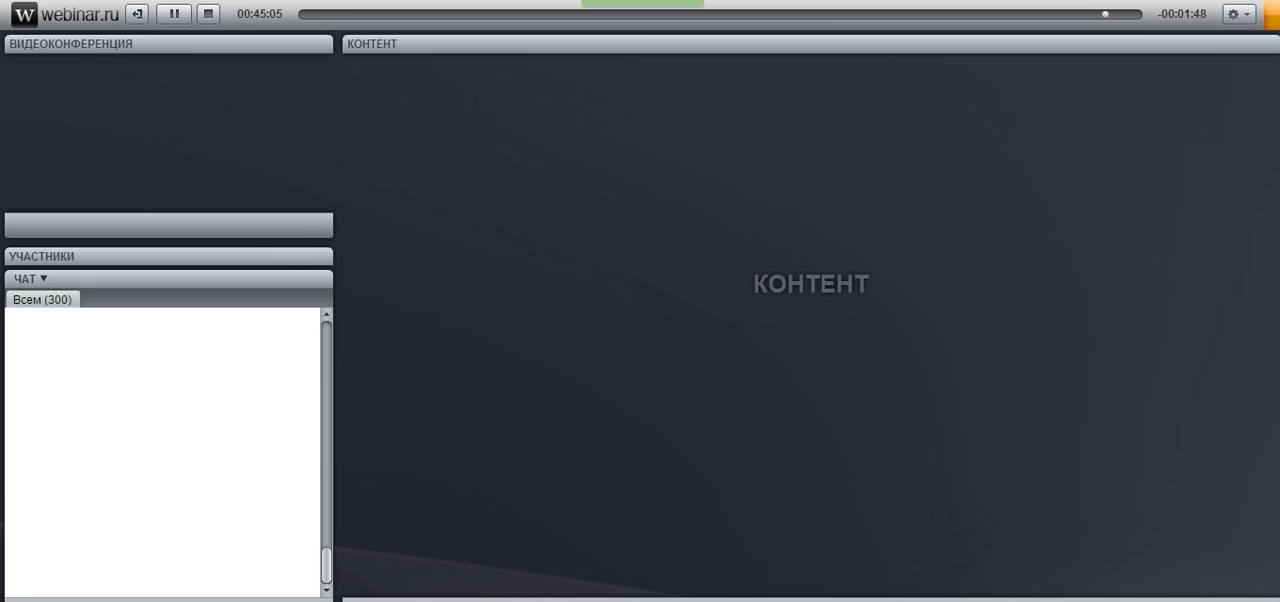 W webinar.ru 00:45:05 -00:01:48
ВИДЕОКОНФЕРЕНЦИЯ
КОНТЕНТ
КОНТЕНТ
УЧАСТНИКИ
ЧАТ
Всем (300)